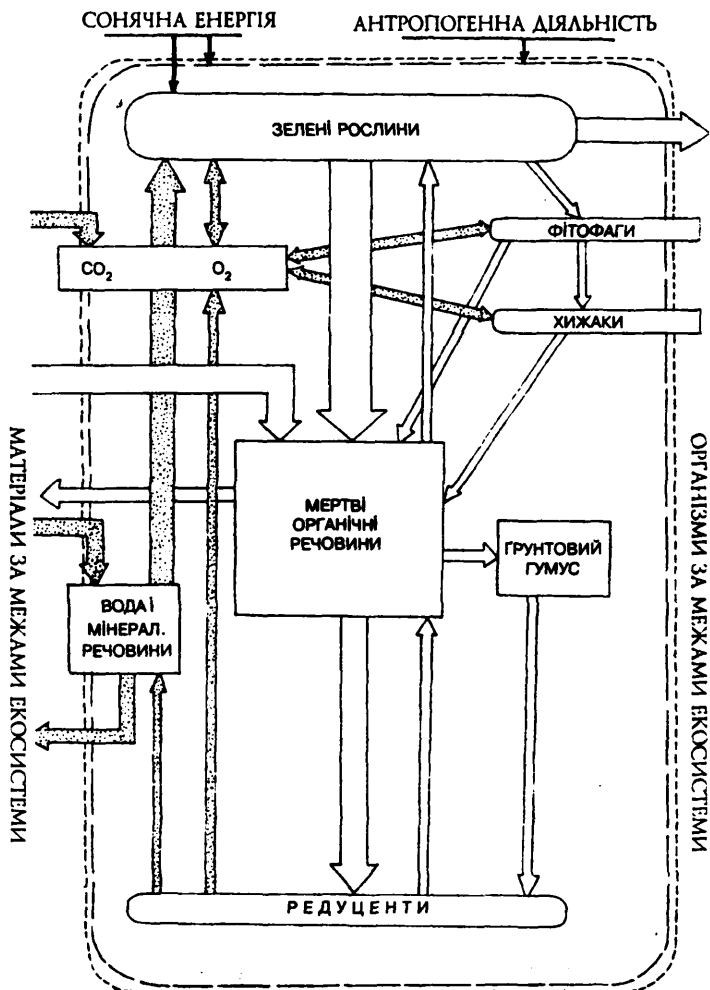 СОНЯЧНА ЕНЕРГІЯ
АНТРОПОГЕННА ДІЯЛЬНІСТЬ
ЗЕЛЕНІ РОСЛИНИ
ФІТОФАГИ
CO₂
O₂
ХИЖАКИ
МАТЕРІАЛИ ЗА МЕЖАМИ ЕКОСИСТЕМИ
ОРГАНІЗМИ ЗА МЕЖАМИ ЕКОСИСТЕМИ
МЕРТВІ
ОРГАНІЧНІ
РЕЧОВИНИ
ҐРУНТОВИЙ
ГУМУС
ВОДА І
МІНЕРАЛ.
РЕЧОВИНИ
РЕДУЦЕНТИ